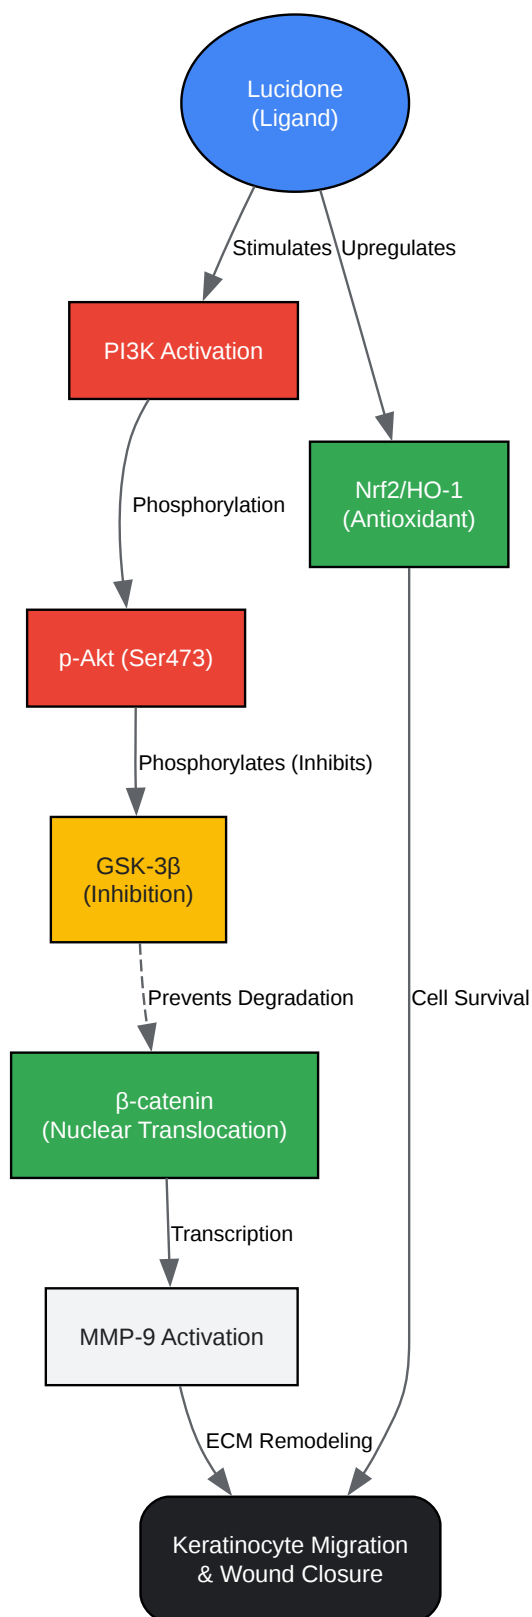 Lucidone
(Ligand)
Stimulates
Upregulates
PI3K Activation
Nrf2/HO-1
(Antioxidant)
Phosphorylation
p-Akt (Ser473)
Phosphorylates (Inhibits)
GSK-3β
(Inhibition)
Prevents Degradation
Cell Survival
β-catenin
(Nuclear Translocation)
Transcription
MMP-9 Activation
ECM Remodeling
Keratinocyte Migration
& Wound Closure